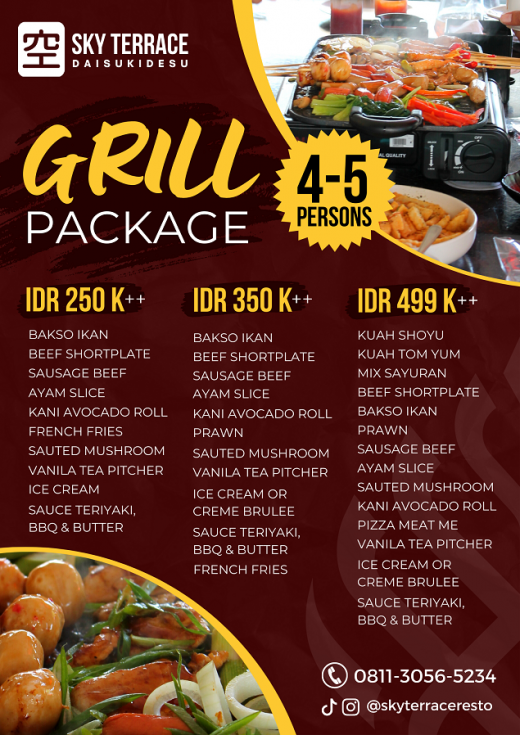 空
SKY TERRACE
DAISUKIDESU
GRILL
PACKAGE
4-5
PERSONS
IDR 250 K++
BAKSO IKAN
BEEF SHORTPLATE
SAUSAGE BEEF
AYAM SLICE
KANI AVOCADO ROLL
FRENCH FRIES
SAUTED MUSHROOM
VANILA TEA PITCHER
ICE CREAM
SAUCE TERIYAKI,
BBQ & BUTTER
IDR 350 K++
BAKSO IKAN
BEEF SHORTPLATE
SAUSAGE BEEF
AYAM SLICE
KANI AVOCADO ROLL
PRAWN
SAUTED MUSHROOM
VANILA TEA PITCHER
ICE CREAM OR
CREME BRULEE
SAUCE TERIYAKI,
BBQ & BUTTER
FRENCH FRIES
IDR 499 K++
KUAH SHOYU
KUAH TOM YUM
MIX SAYURAN
BEEF SHORTPLATE
BAKSO IKAN
PRAWN
SAUSAGE BEEF
AYAM SLICE
SAUTED MUSHROOM
KANI AVOCADO ROLL
PIZZA MEAT ME
VANILA TEA PITCHER
ICE CREAM OR
CREME BRULEE
SAUCE TERIYAKI,
BBQ & BUTTER
0811-3056-5234
@skyterraceresto